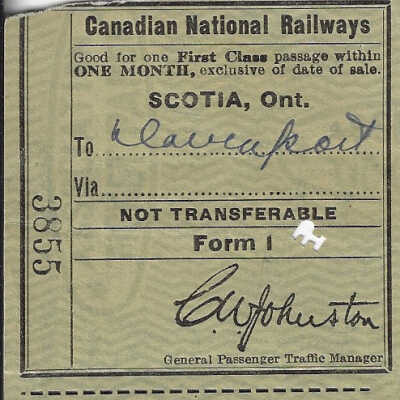 Canadian National Railways
Good for one First Class passage within
ONE MONTH, exclusive of date of sale.
SCOTIA, Ont.
To Davenport
Via
NOT TRANSFERABLE
Form 1
3855
C.W. Johnston
General Passenger Traffic Manager